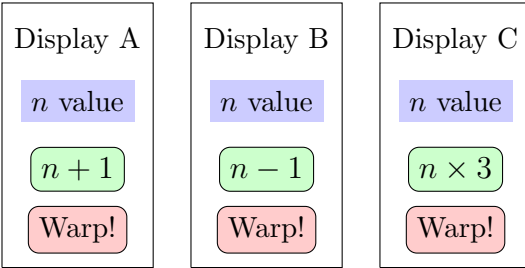 Display A
n value
n + 1
Warp!
Display B
n value
n − 1
Warp!
Display C
n value
n × 3
Warp!